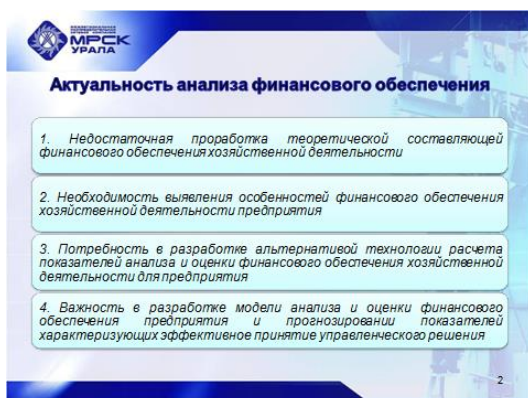 МРСК
УРАЛА
Актуальность анализа финансового обеспечения
1. Недостаточная проработка теоретической составляющей
финансового обеспечения хозяйственной деятельности
2. Необходимость выявления особенностей финансового обеспечения
хозяйственной деятельности предприятия
3. Потребность в разработке альтернативой технологии расчета
показателей анализа и оценки финансового обеспечения хозяйственной
деятельности для предприятия
4. Важность в разработке модели анализа и оценки финансового
обеспечения предприятия и прогнозировании показателей
характеризующих эффективное принятие управленческого решения
2